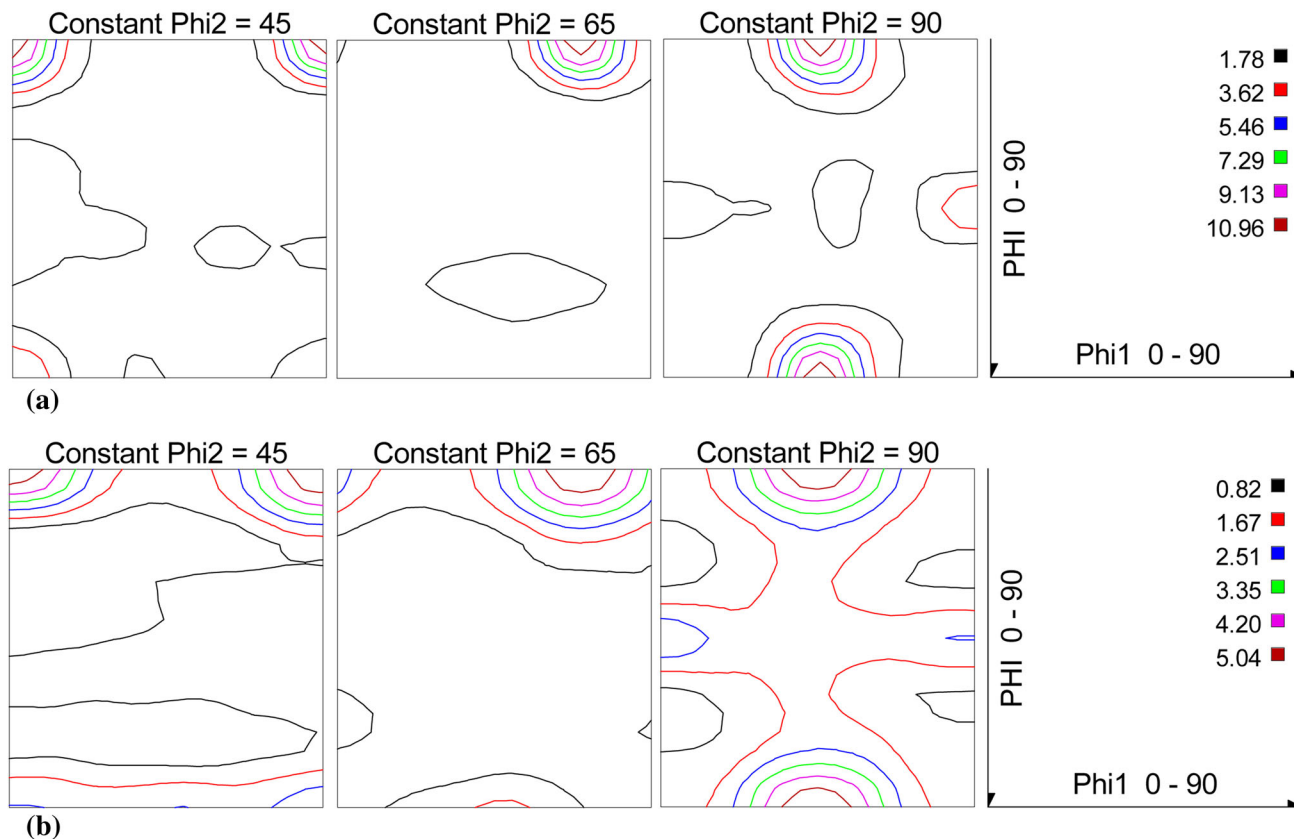 Constant Phi2 = 45
Constant Phi2 = 65
Constant Phi2 = 90
1.78
3.62
5.46
7.29
9.13
10.96
PHI 0 - 90
Phi1 0 - 90
(a)
Constant Phi2 = 45
Constant Phi2 = 65
Constant Phi2 = 90
0.82
1.67
2.51
3.35
4.20
5.04
PHI 0 - 90
Phi1 0 - 90
(b)